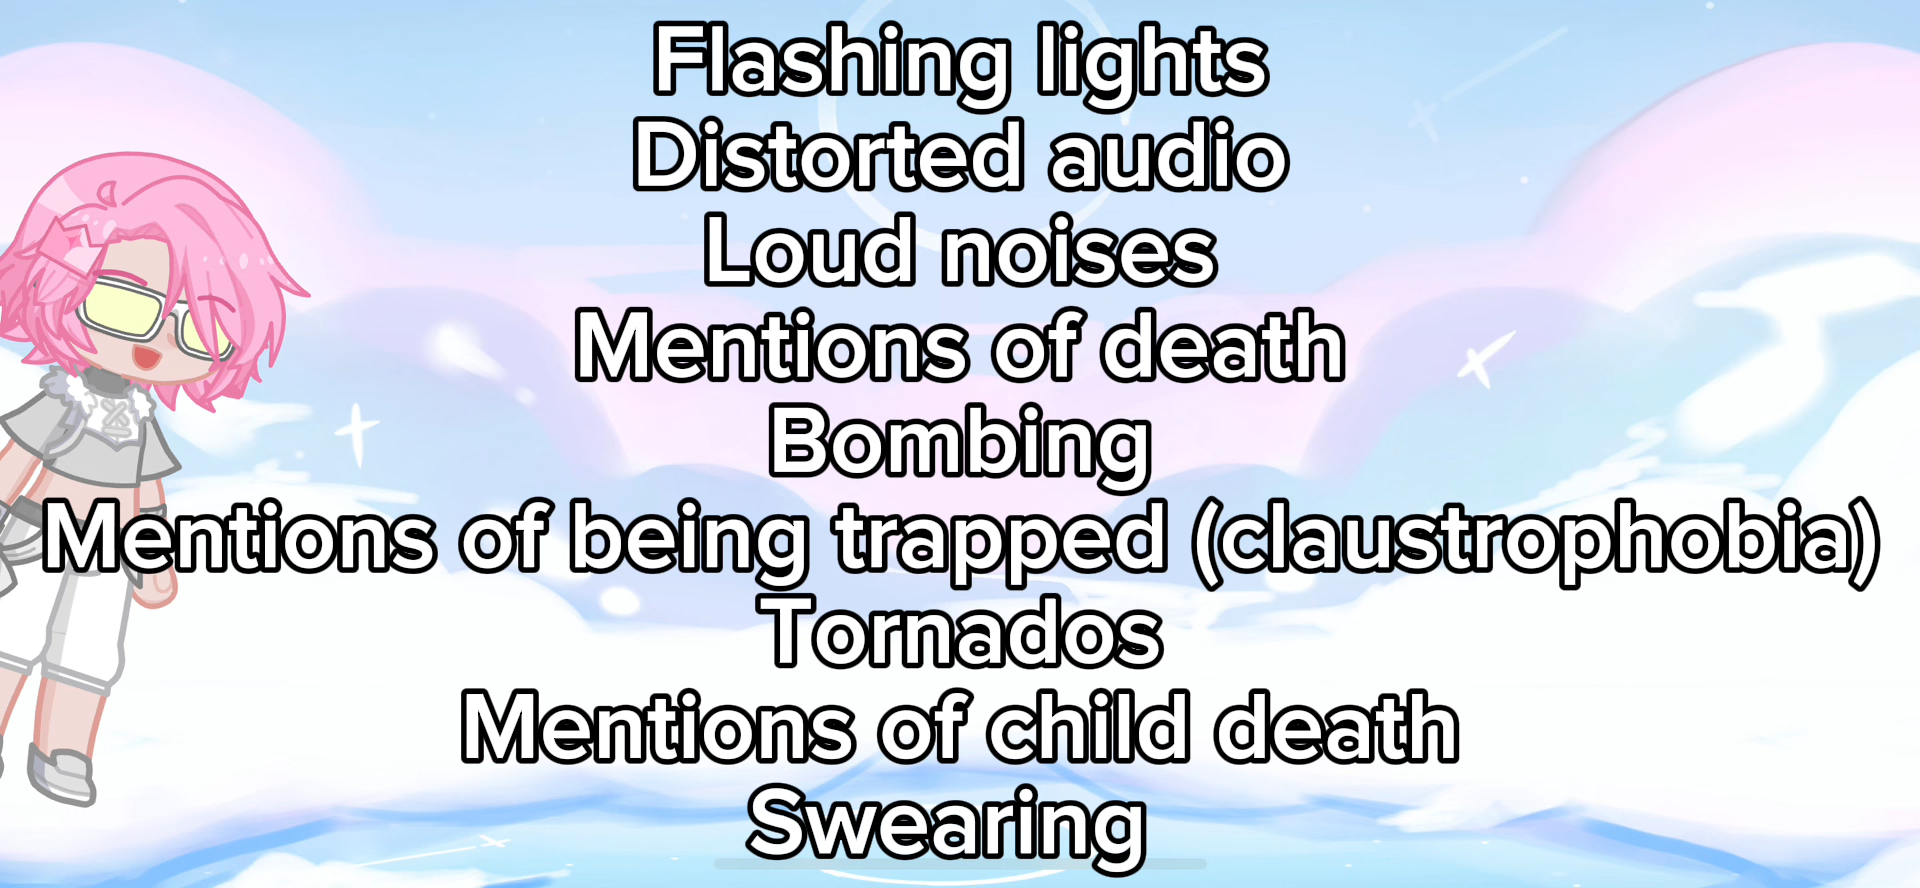 Flashing lights
Distorted audio
Loud noises
Mentions of death
Bombing
Mentions of being trapped (claustrophobia)
Tornados
Mentions of child death
Swearing